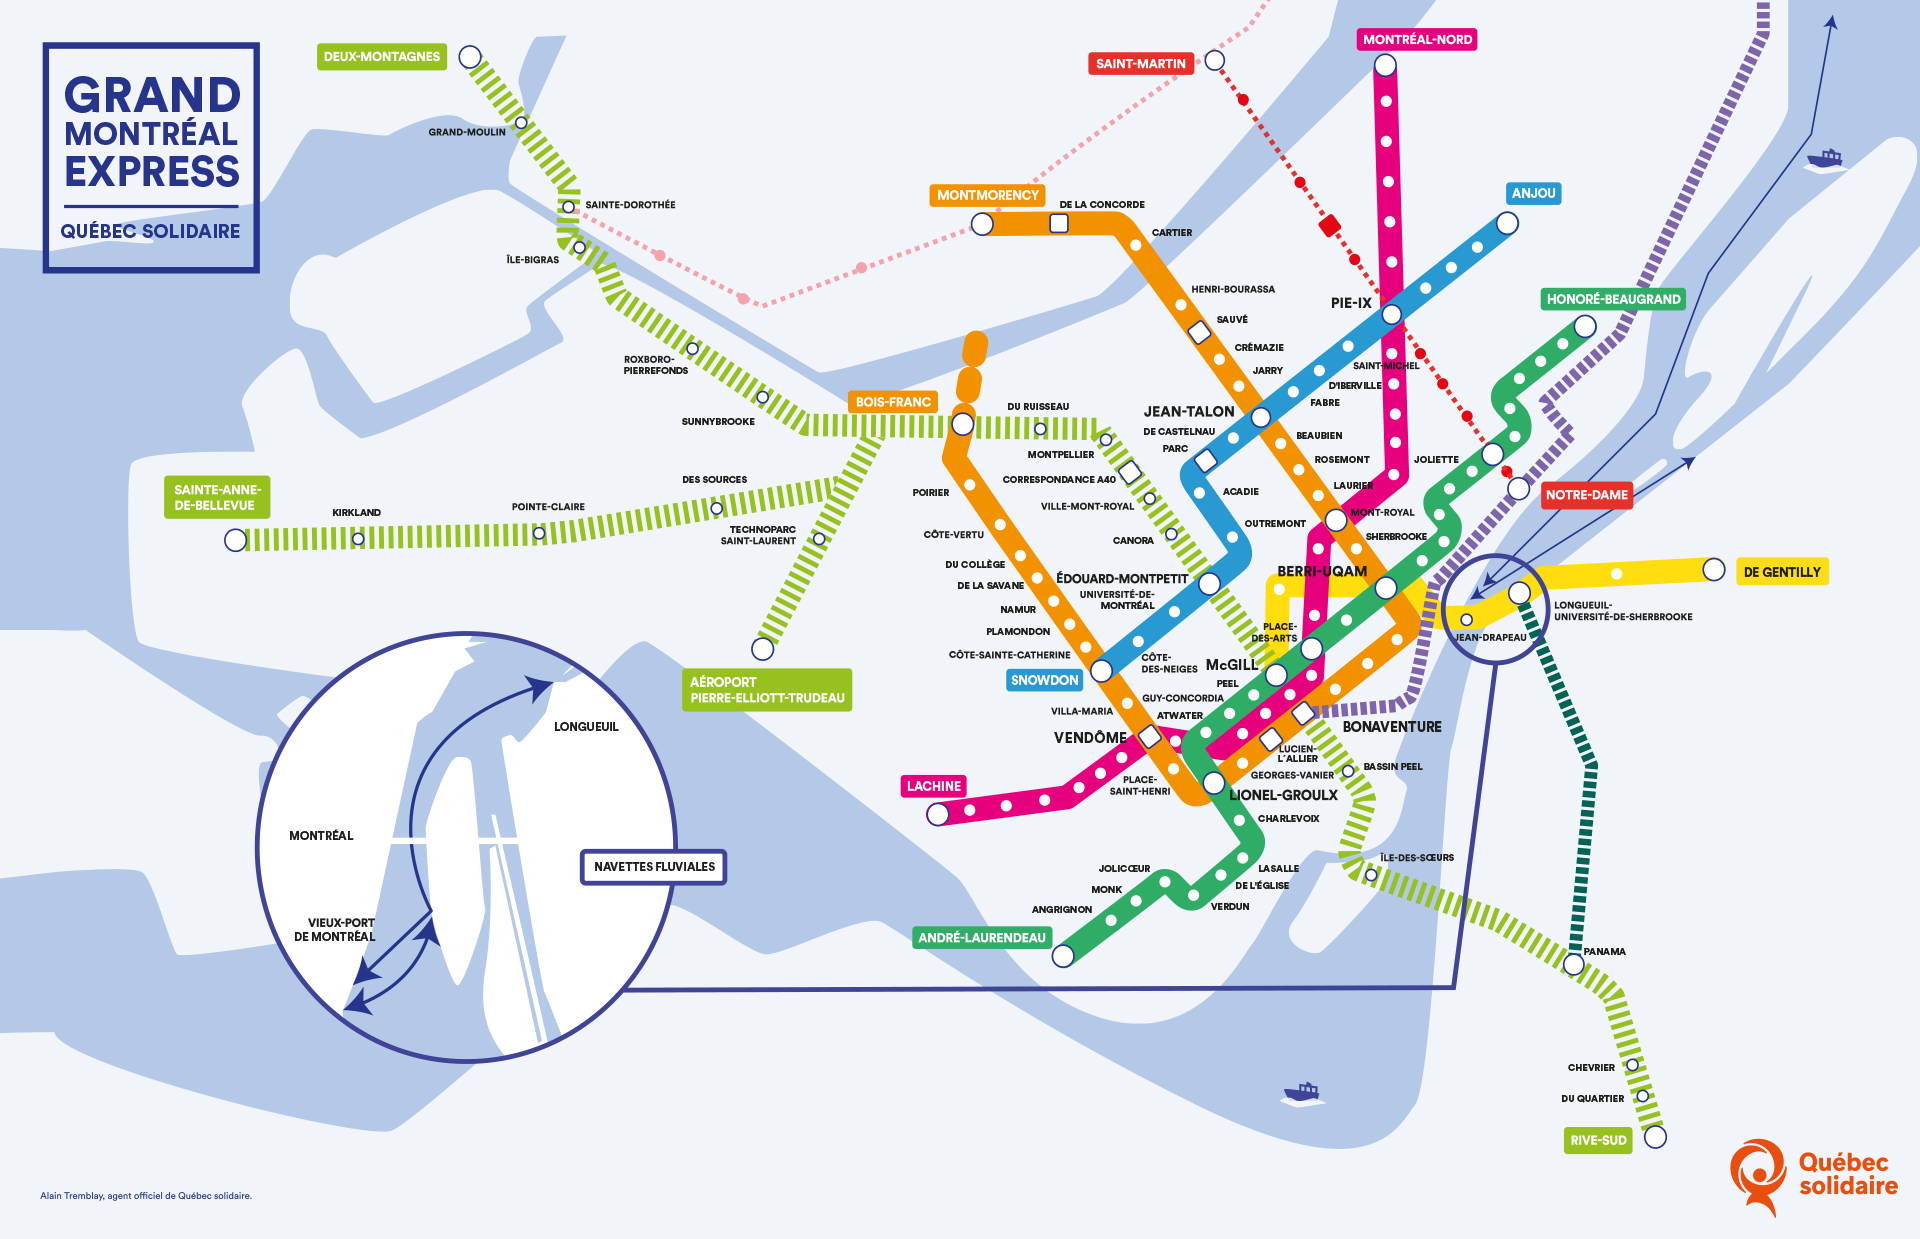 GRAND
MONTRÉAL
EXPRESS
QUÉBEC SOLIDAIRE
DEUX-MONTAGNES
GRAND-MOULIN
SAINTE-DOROTHÉE
ÎLE-BIGRAS
ROXBORO-
PIERREFONDS
SUNNYBROOKE
BOIS-FRANC
DU RUISSEAU
MONTPELLIER
CORRESPONDANCE A40
VILLE-MONT-ROYAL
CANORA
ÉDOUARD-MONTPETIT
UNIVERSITÉ-DE-
MONTRÉAL
SAINTE-ANNE-
DE-BELLEVUE
KIRKLAND
POINTE-CLAIRE
DES SOURCES
TECHNOPARC
SAINT-LAURENT
AÉROPORT
PIERRE-ELLIOTT-TRUDEAU
SAINT-MARTIN
MONTRÉAL-NORD
MONTMORENCY
DE LA CONCORDE
CARTIER
HENRI-BOURASSA
SAUVÉ
CRÉMAZIE
JARRY
JEAN-TALON
DE CASTELNAU
PARC
ACADIE
OUTREMONT
BEAUBIEN
ROSEMONT
LAURIER
MONT-ROYAL
SHERBROOKE
BERRI-UQAM
ANJOU
PIE-IX
SAINT-MICHEL
D'IBERVILLE
FABRE
HONORÉ-BEAUGRAND
JOLIETTE
NOTRE-DAME
DE GENTILLY
LONGUEUIL-
UNIVERSITÉ-DE-SHERBROOKE
JEAN-DRAPEAU
POIRIER
CÔTE-VERTU
DU COLLÈGE
DE LA SAVANE
NAMUR
PLAMONDON
CÔTE-SAINTE-CATHERINE
SNOWDON
CÔTE-
DES-NEIGES
VILLA-MARIA
VENDÔME
PLACE-
SAINT-HENRI
PLACE-
DES-ARTS
McGILL
PEEL
GUY-CONCORDIA
ATWATER
BONAVENTURE
LUCIEN-
L'ALLIER
GEORGES-VANIER
LIONEL-GROULX
BASSIN PEEL
CHARLEVOIX
LASALLE
DE L'ÉGLISE
VERDUN
JOLICŒUR
MONK
ANGRIGNON
ANDRÉ-LAURENDEAU
LACHINE
ÎLE-DES-SŒURS
PANAMA
CHEVRIER
DU QUARTIER
RIVE-SUD
LONGUEUIL
MONTRÉAL
NAVETTES FLUVIALES
VIEUX-PORT
DE MONTRÉAL
Québec
solidaire
Alain Tremblay, agent officiel de Québec solidaire.